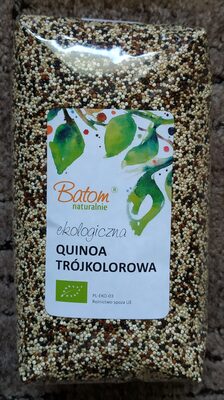 Batom®
naturalnie
ekologiczna
QUINOA
TRÓJKOLOROWA
PL-EKO-03
Rolnictwo spoza UE